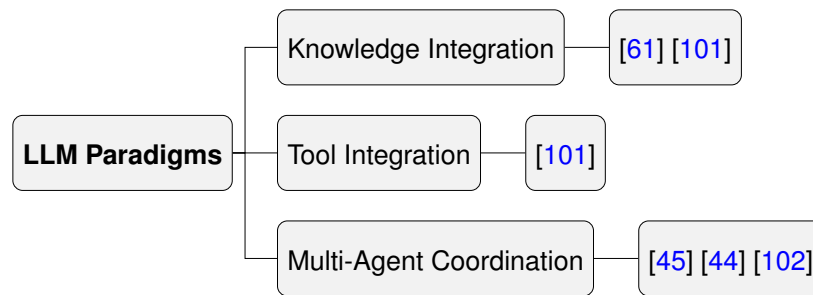 Knowledge Integration
[61] [101]
LLM Paradigms
Tool Integration
[101]
Multi-Agent Coordination
[45] [44] [102]